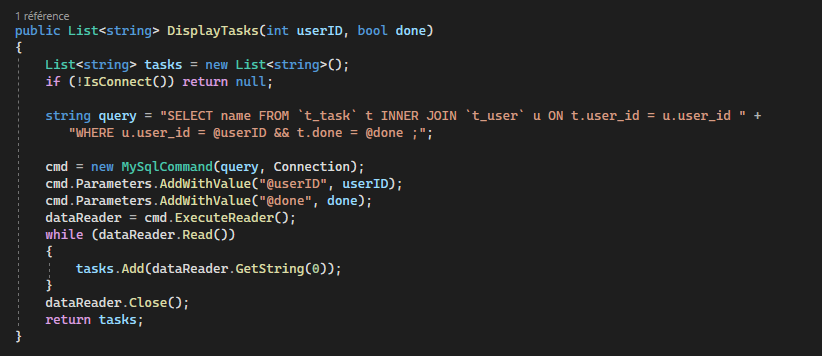 1 référence
public List<string> DisplayTasks(int userID, bool done)
{
List<string> tasks = new List<string>();
if (!IsConnect()) return null;
string query = "SELECT name FROM `t_task` t INNER JOIN `t_user` u ON t.user_id = u.user_id " +
"WHERE u.user_id = @userID && t.done = @done ;";
cmd = new MySqlCommand(query, Connection);
cmd.Parameters.AddWithValue("@userID", userID);
cmd.Parameters.AddWithValue("@done", done);
dataReader = cmd.ExecuteReader();
while (dataReader.Read())
{
tasks.Add(dataReader.GetString(0));
}
dataReader.Close();
return tasks;
}